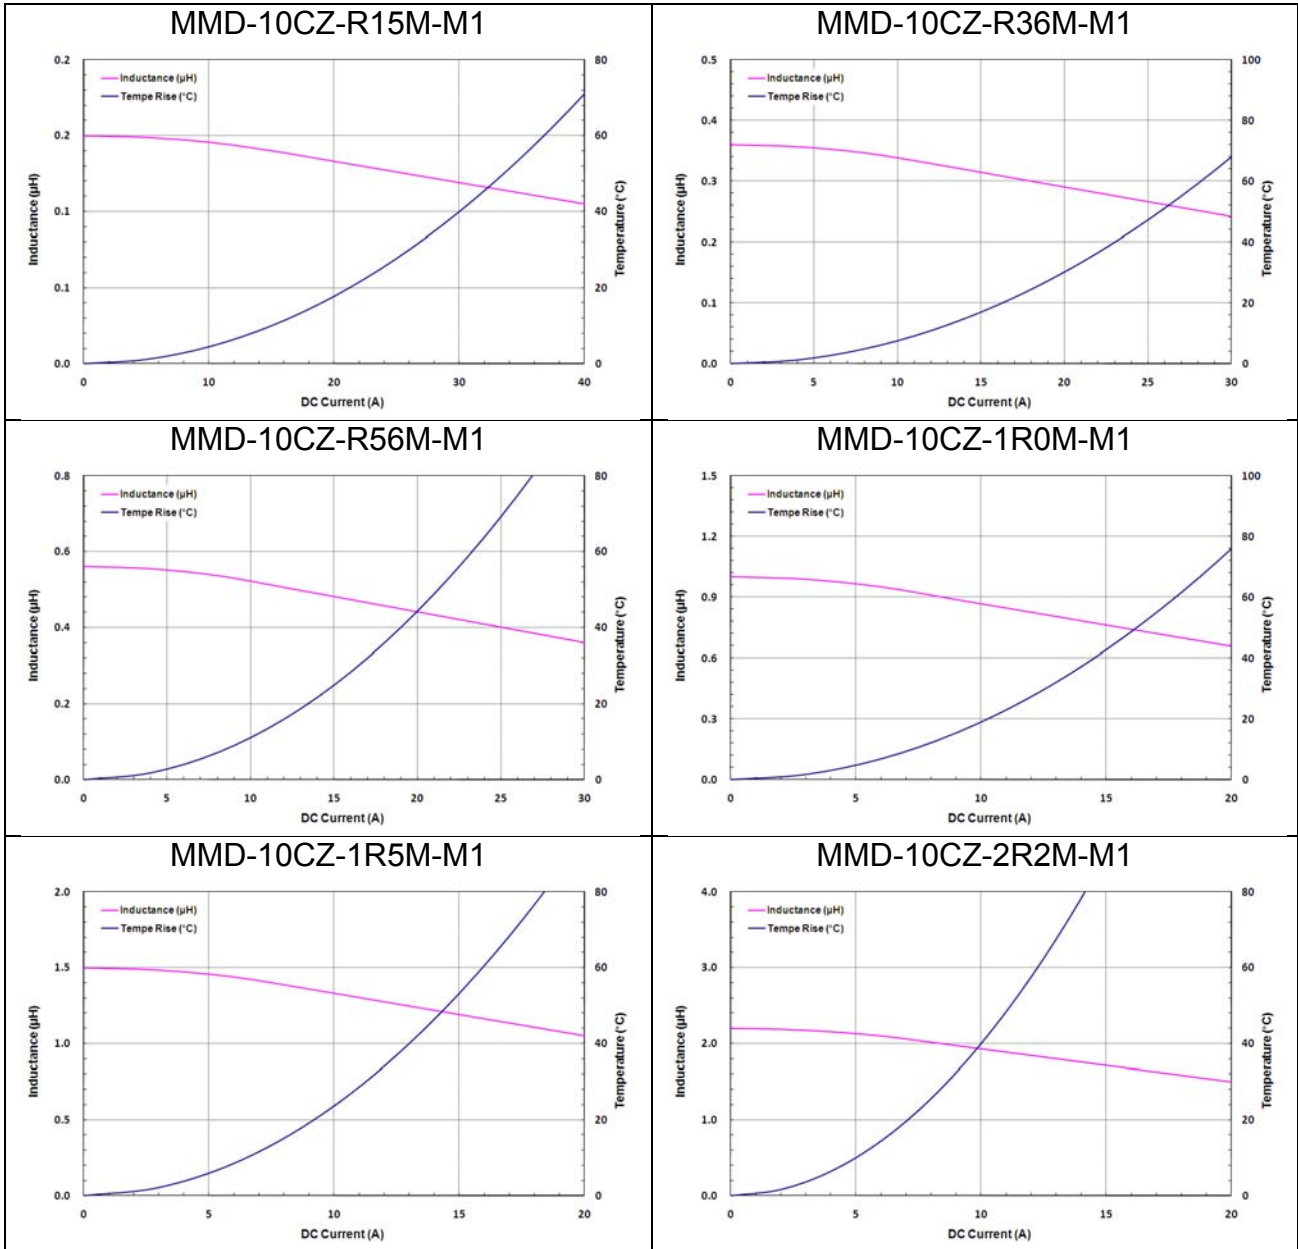 MMD-10CZ-R15M-M1
Inductance (µH)
Tempe Rise (°C)
0.2
0.2
0.1
0.1
0.0
80
60
40
20
0
0 10 20 30 40
Inductance (µH)
Temperature (°C)
DC Current (A)
MMD-10CZ-R36M-M1
Inductance (µH)
Tempe Rise (°C)
0.5
0.4
0.3
0.2
0.1
0.0
100
80
60
40
20
0
0 5 10 15 20 25 30
Inductance (µH)
Temperature (°C)
DC Current (A)
MMD-10CZ-R56M-M1
Inductance (µH)
Tempe Rise (°C)
0.8
0.6
0.4
0.2
0.0
80
60
40
20
0
0 5 10 15 20 25 30
Inductance (µH)
Temperature (°C)
DC Current (A)
MMD-10CZ-1R0M-M1
Inductance (µH)
Tempe Rise (°C)
1.5
1.2
0.9
0.6
0.3
0.0
100
80
60
40
20
0
0 5 10 15 20
Inductance (µH)
Temperature (°C)
DC Current (A)
MMD-10CZ-1R5M-M1
Inductance (µH)
Tempe Rise (°C)
2.0
1.5
1.0
0.5
0.0
80
60
40
20
0
0 5 10 15 20
Inductance (µH)
Temperature (°C)
DC Current (A)
MMD-10CZ-2R2M-M1
Inductance (µH)
Tempe Rise (°C)
4.0
3.0
2.0
1.0
0.0
80
60
40
20
0
0 5 10 15 20
Inductance (µH)
Temperature (°C)
DC Current (A)